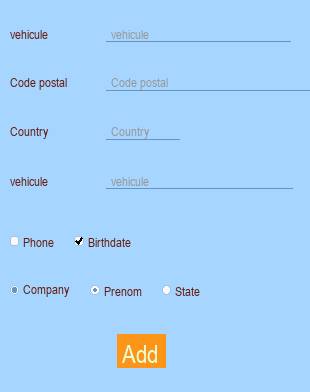 vehicule vehicule
Code postal Code postal
Country Country
vehicule vehicule
Phone Birthdate
Company Prenom State
Add